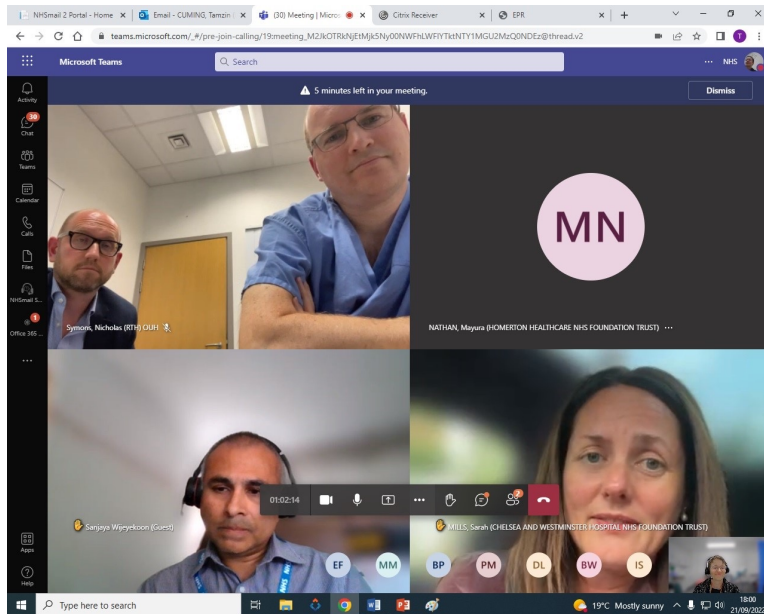 NHSmail 2 Portal - Home
Email - CUMING, Tamzin
(30) Meeting | Micros
Citrix Receiver
EPR
teams.microsoft.com/_#/pre-join-calling/19:meeting_M2JkOTRkNjEtMjk5Ny00NWFhLWFlYTktNTY1MGU2MzQ0NDEz@thread.v2
T
Microsoft Teams
Search
NHS
5 minutes left in your meeting.
Dismiss
Activity
30
Chat
Teams
Calendar
Calls
Files
NHSmail S...
1
Office 365 ...
Apps
Help
Symons, Nicholas (RTH) OUH
MN
NATHAN, Mayura (HOMERTON HEALTHCARE NHS FOUNDATION TRUST)
01:02:14
Sanjaya Wijeyekoon (Guest)
MILLS, Sarah (CHELSEA AND WESTMINSTER HOSPITAL NHS FOUNDATION TRUST)
EF
MM
BP
PM
DL
BW
IS
NHS
Type here to search
19°C Mostly sunny
18:00
21/09/2022